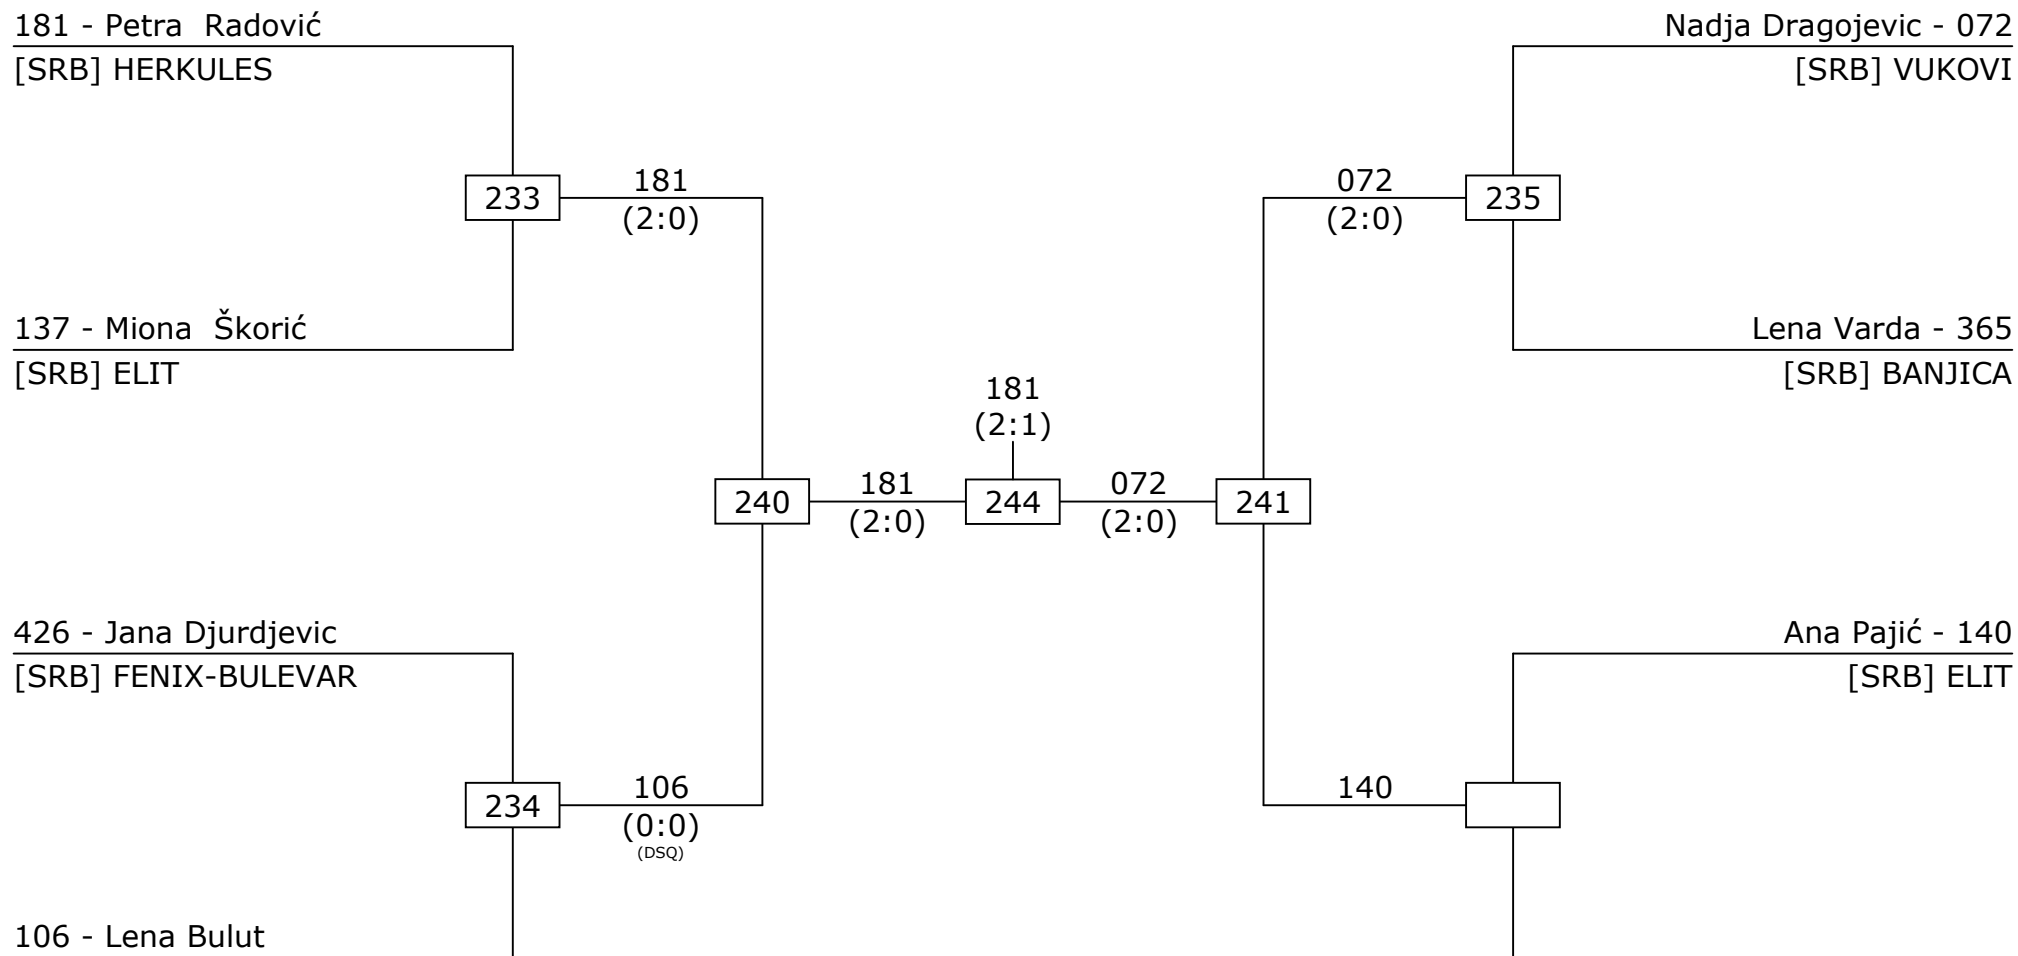 181 - Petra  Radović
[SRB] HERKULES
Nadja Dragojevic - 072
[SRB] VUKOVI
233
181
(2:0)
072
(2:0)
235
137 - Miona  Škorić
[SRB] ELIT
Lena Varda - 365
[SRB] BANJICA
181
(2:1)
240
181
(2:0)
244
072
(2:0)
241
426 - Jana Djurdjevic
[SRB] FENIX-BULEVAR
Ana Pajić - 140
[SRB] ELIT
234
106
(0:0)
(DSQ)
140
106 - Lena Bulut